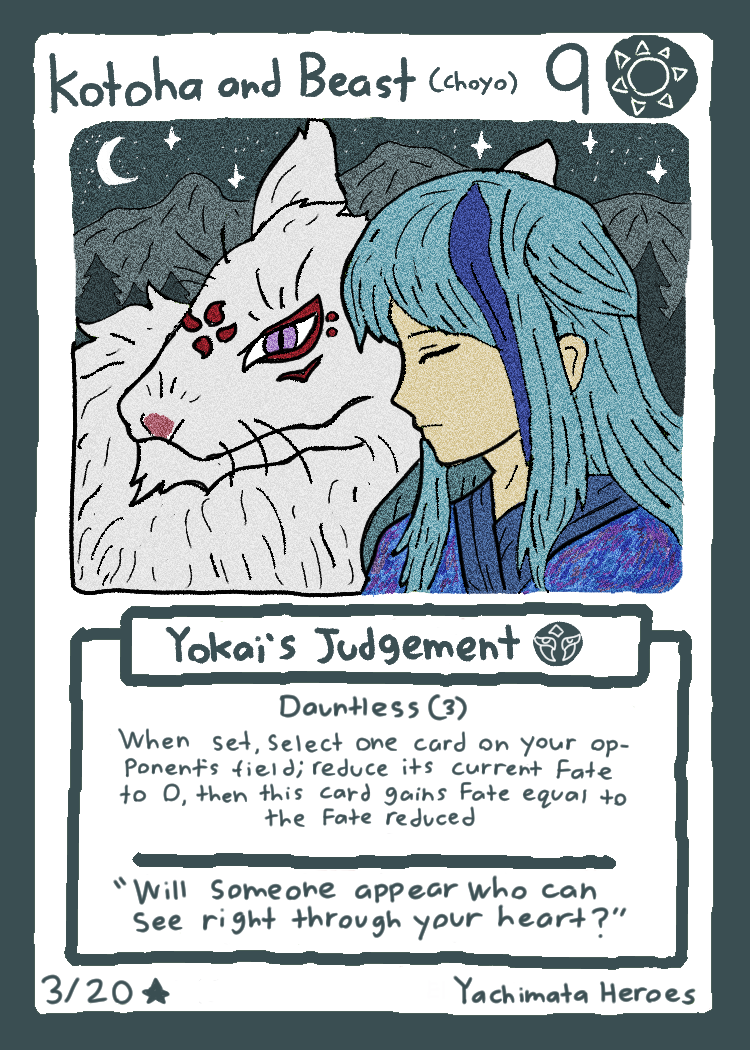 Kotoha and Beast (Choyo) 9
Yokai's Judgement
Dauntless (3)
When set, select one card on your op-
ponent's field; reduce its current Fate
to 0, then this card gains Fate equal to
the Fate reduced
"Will someone appear who can
see right through your heart?"
3/20 ★ Yachimata Heroes